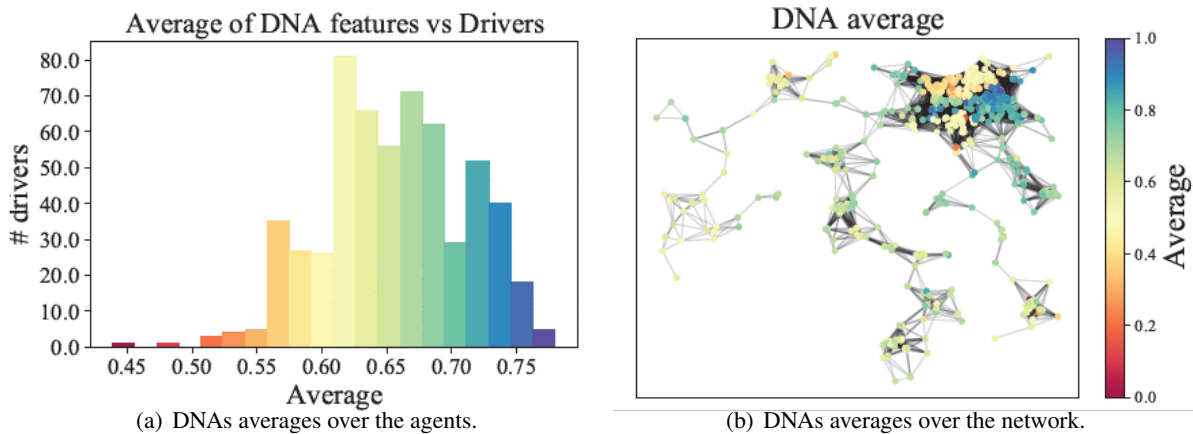 Average of DNA features vs Drivers
80.0
70.0
60.0
50.0
40.0
30.0
20.0
10.0
0.0
# drivers
0.45 0.50 0.55 0.60 0.65 0.70 0.75
Average
(a) DNAs averages over the agents.
DNA average
1.0
0.8
0.6
0.4
0.2
0.0
Average
(b) DNAs averages over the network.